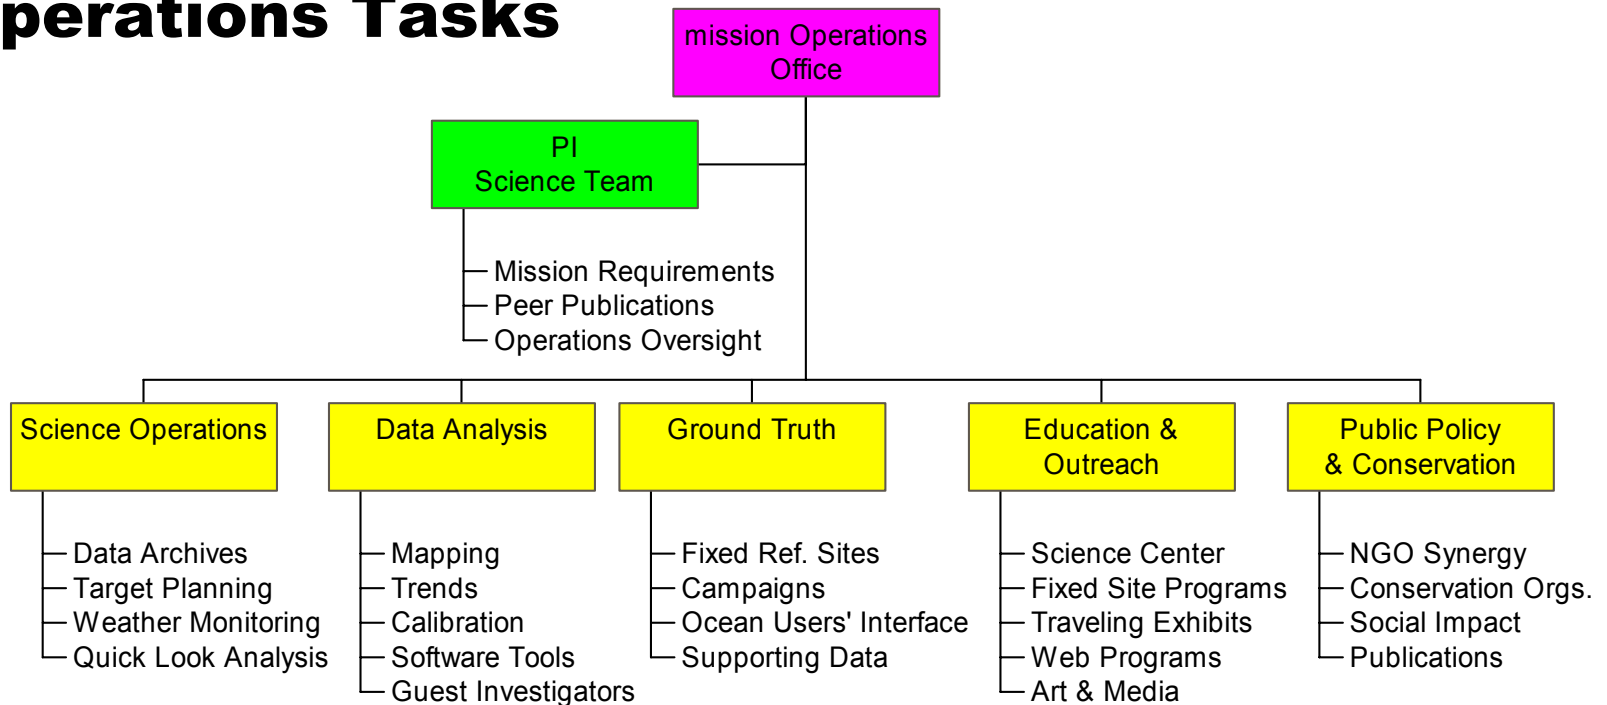 perations Tasks
mission Operations
Office
PI
Science Team
Mission Requirements
Peer Publications
Operations Oversight
Science Operations
Data Archives
Target Planning
Weather Monitoring
Quick Look Analysis
Data Analysis
Mapping
Trends
Calibration
Software Tools
Guest Investigators
Ground Truth
Fixed Ref. Sites
Campaigns
Ocean Users' Interface
Supporting Data
Education &
Outreach
Science Center
Fixed Site Programs
Traveling Exhibits
Web Programs
Art & Media
Public Policy
& Conservation
NGO Synergy
Conservation Orgs.
Social Impact
Publications